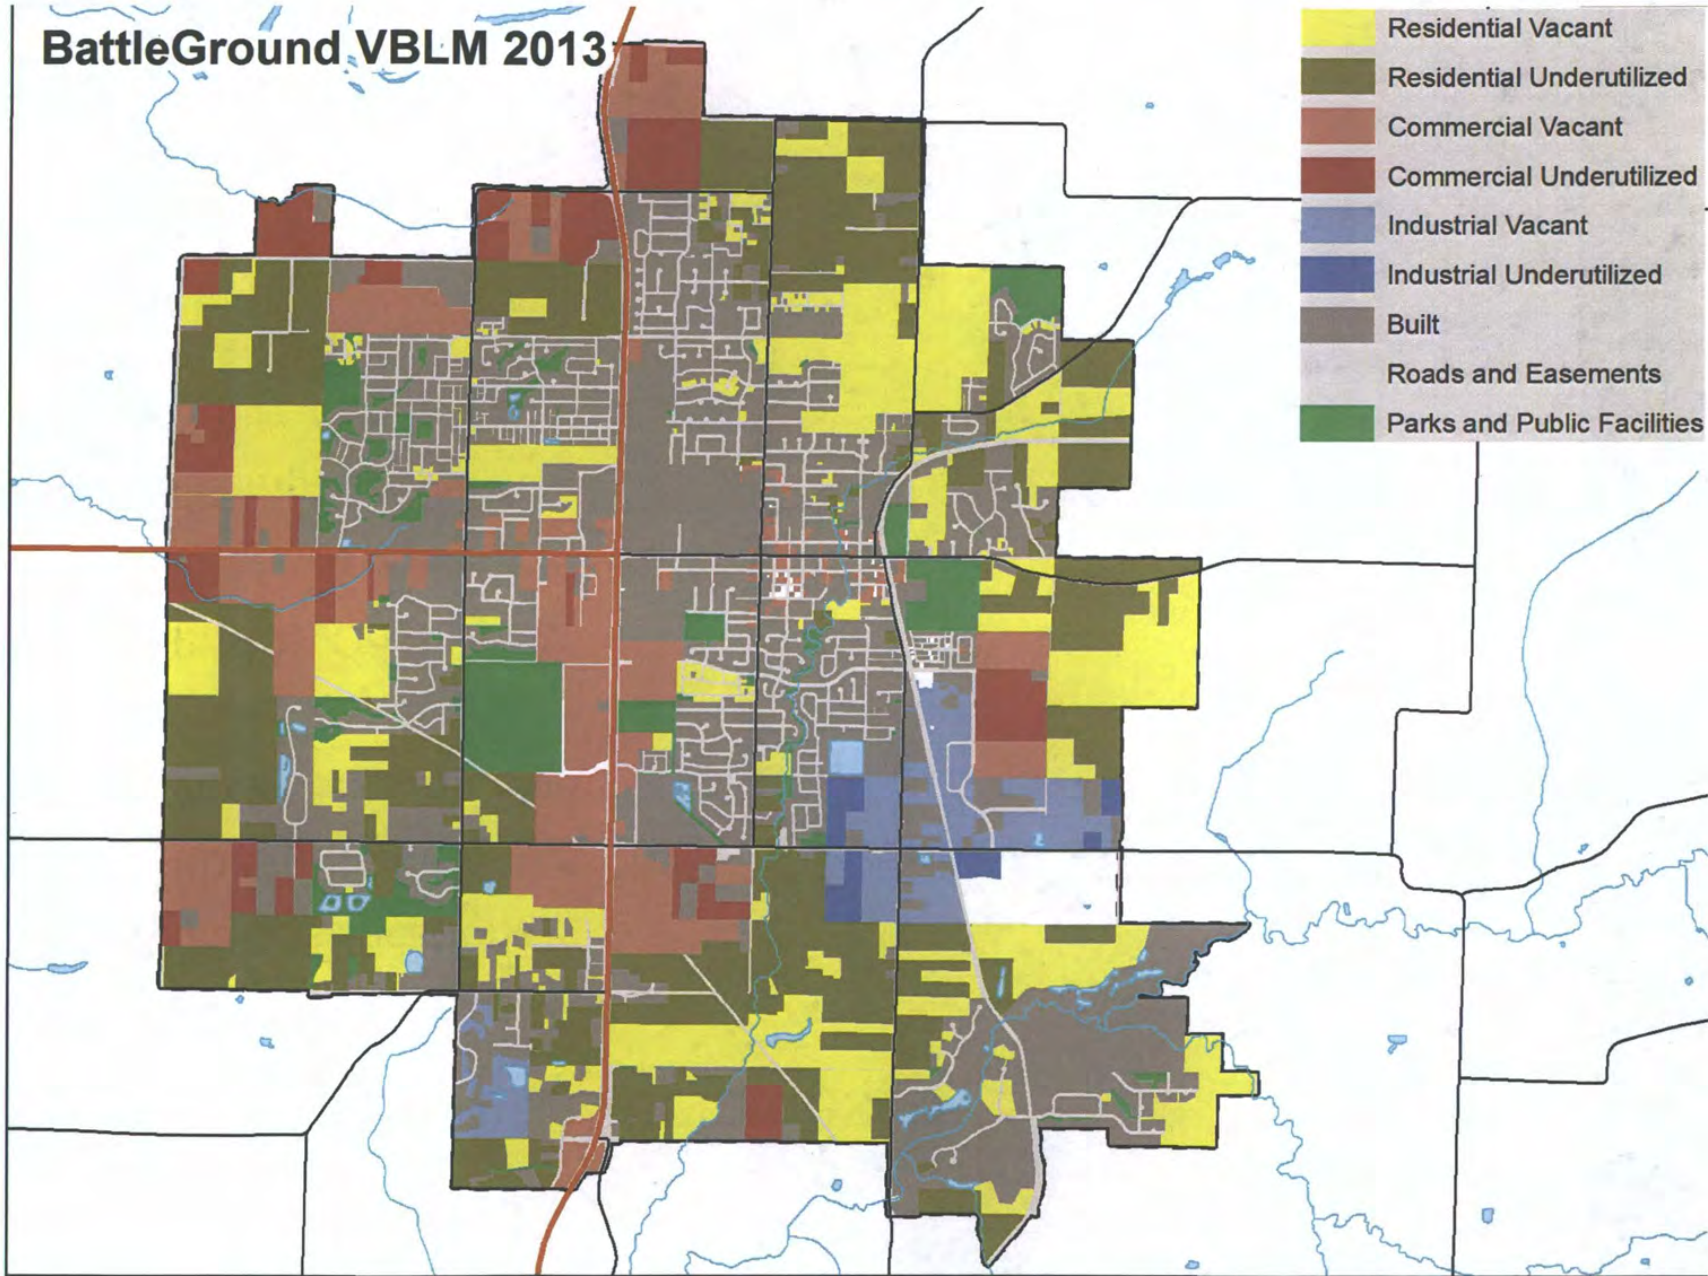 BattleGround VBLM 2013
Residential Vacant
Residential Underutilized
Commercial Vacant
Commercial Underutilized
Industrial Vacant
Industrial Underutilized
Built
Roads and Easements
Parks and Public Facilities